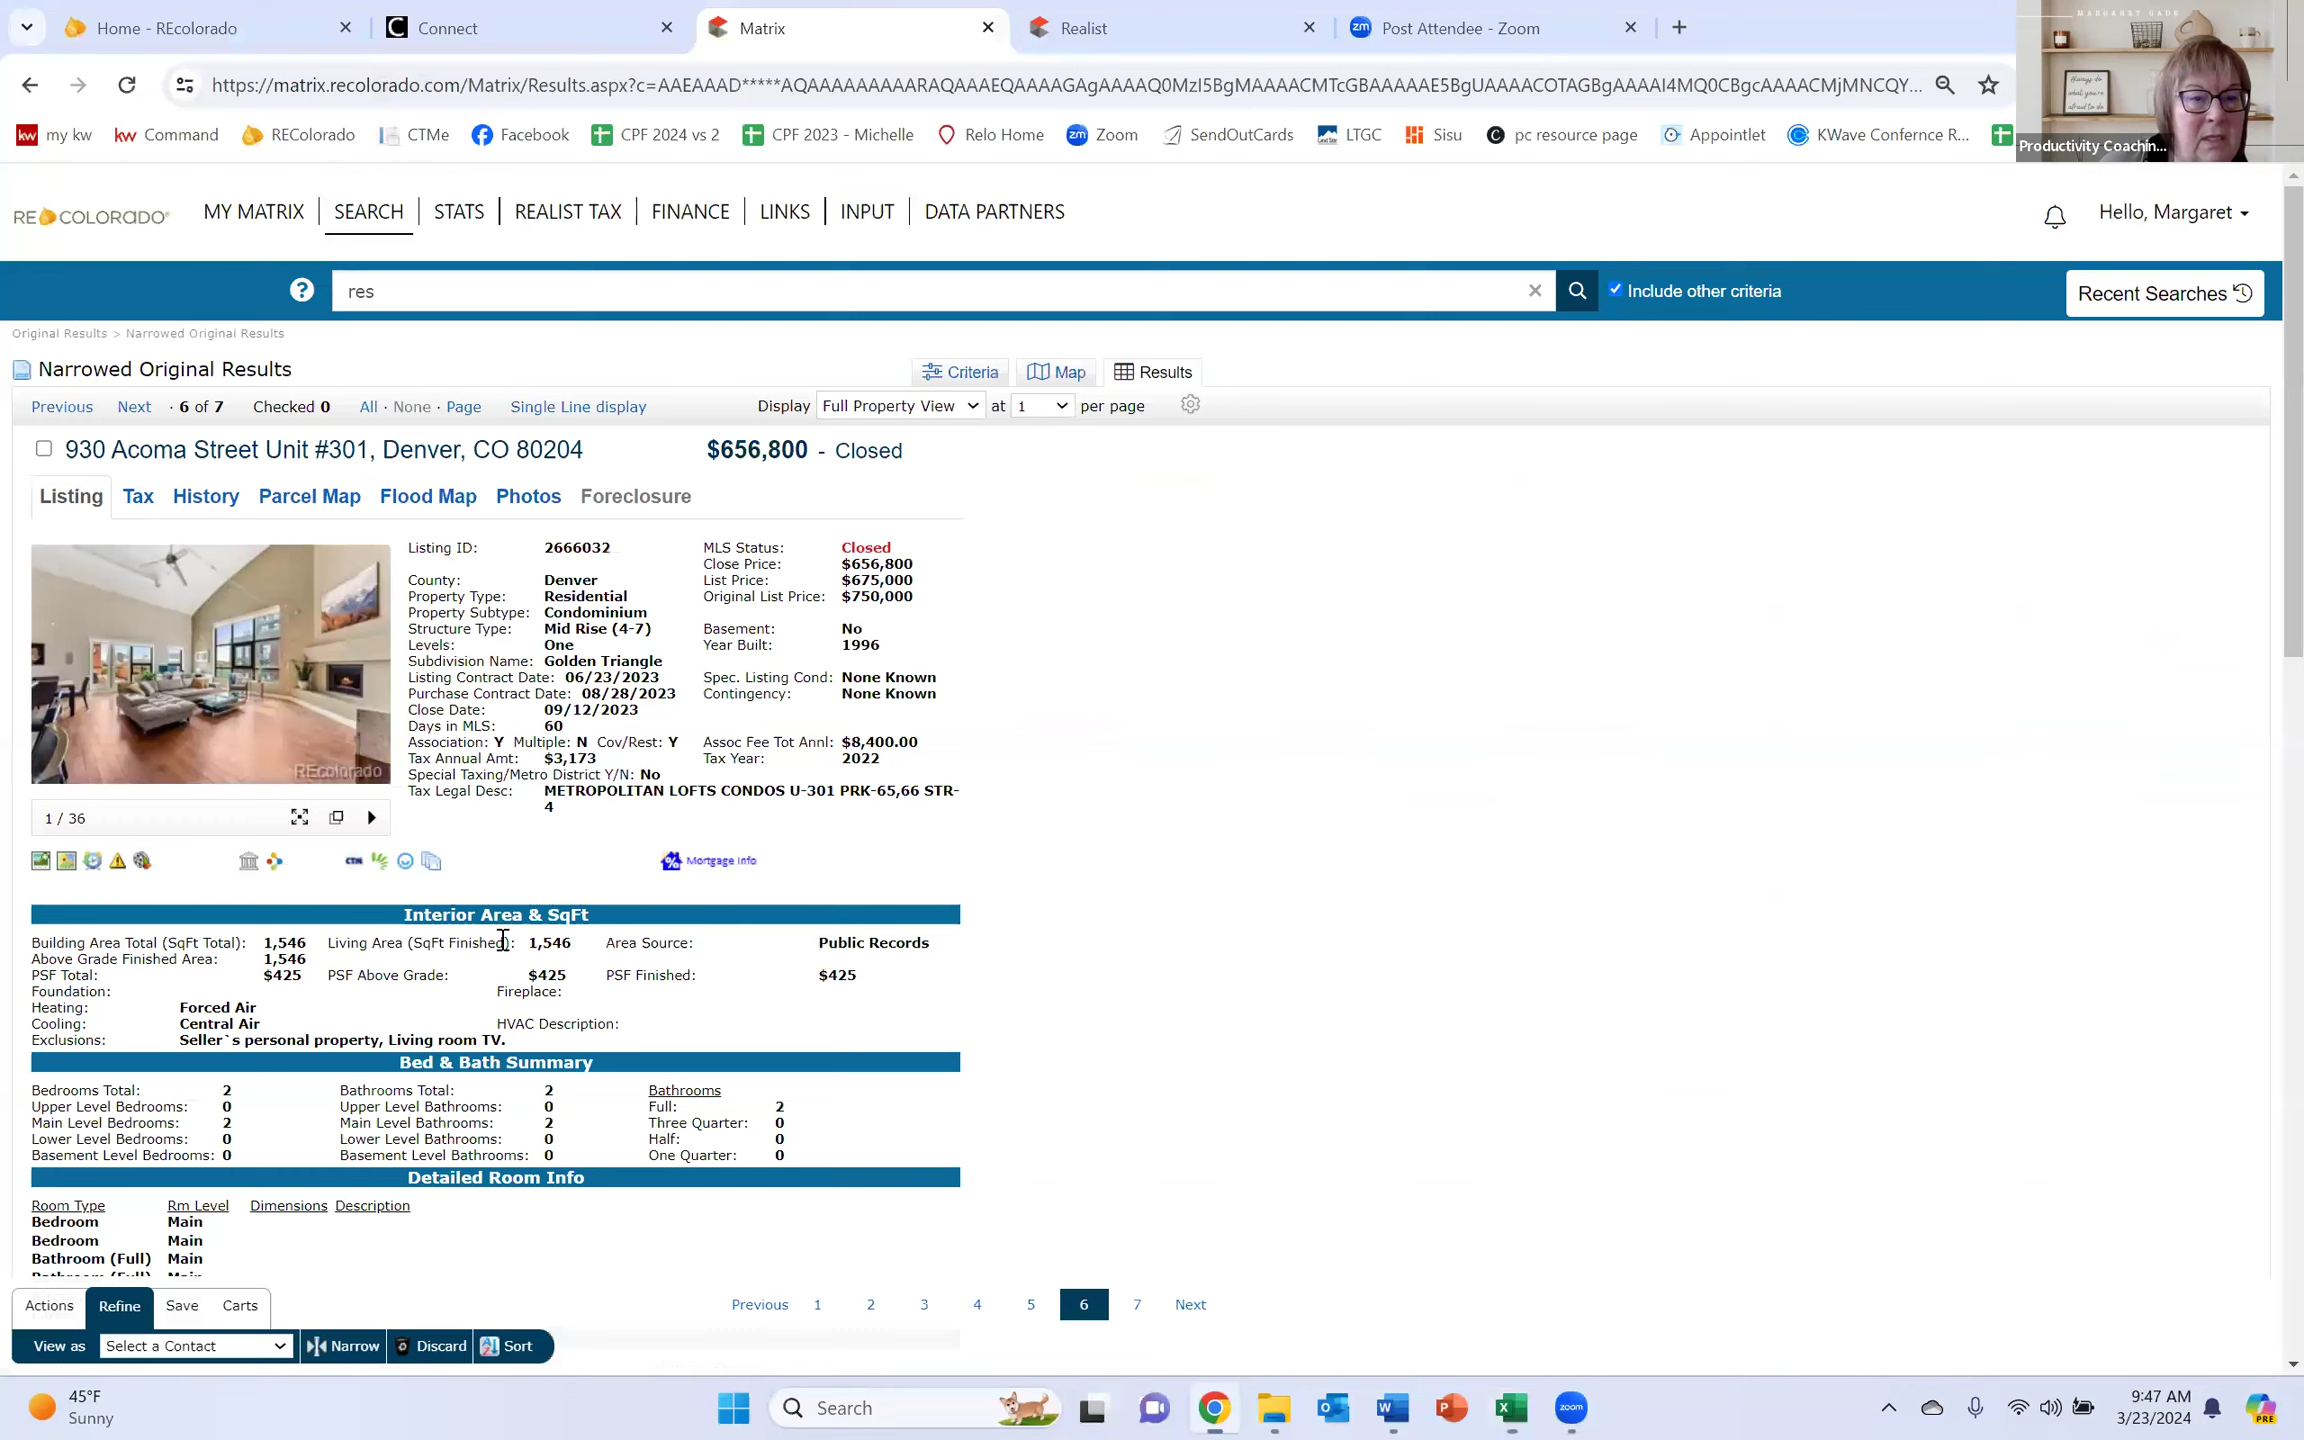 Home - REcolorado
Connect
Matrix
Realist
Post Attendee - Zoom
https://matrix.recolorado.com/Matrix/Results.aspx?c=AAEAAAD*****AQAAAAAAAAARAQAAAEQAAAAGAgAAAAQ0MzI5BgMAAAACMTcGBAAAAAE5BgUAAAACOTAGBgAAAAI4MQ0CBgcAAAACMjMNCQY...
my kw
Command
REColorado
CTMe
Facebook
CPF 2024 vs 2
CPF 2023 - Michelle
Relo Home
Zoom
SendOutCards
LTGC
Sisu
pc resource page
Appointlet
KWave Confernce R...
MARGARET GADE
Productivity Coachin...
RECOLORADO
MY MATRIX SEARCH STATS REALIST TAX FINANCE LINKS INPUT DATA PARTNERS
Hello, Margaret
res
Include other criteria
Recent Searches
Original Results > Narrowed Original Results
Narrowed Original Results
Criteria Map Results
Previous Next · 6 of 7 Checked 0 All · None · Page Single Line display
Display Full Property View at 1 per page
930 Acoma Street Unit #301, Denver, CO 80204 $656,800 - Closed
Listing Tax History Parcel Map Flood Map Photos Foreclosure
REcolorado
1 / 36
Listing ID: 2666032 MLS Status: Closed
Close Price: $656,800
County: Denver List Price: $675,000
Property Type: Residential Original List Price: $750,000
Property Subtype: Condominium
Structure Type: Mid Rise (4-7) Basement: No
Levels: One Year Built: 1996
Subdivision Name: Golden Triangle
Listing Contract Date: 06/23/2023 Spec. Listing Cond: None Known
Purchase Contract Date: 08/28/2023 Contingency: None Known
Close Date: 09/12/2023
Days in MLS: 60
Association: Y Multiple: N Cov/Rest: Y Assoc Fee Tot Annl: $8,400.00
Tax Annual Amt: $3,173 Tax Year: 2022
Special Taxing/Metro District Y/N: No
Tax Legal Desc: METROPOLITAN LOFTS CONDOS U-301 PRK-65,66 STR-
4
CTM
Mortgage Info
Interior Area & SqFt
Building Area Total (SqFt Total): 1,546 Living Area (SqFt Finished): 1,546 Area Source: Public Records
Above Grade Finished Area: 1,546
PSF Total: $425 PSF Above Grade: $425 PSF Finished: $425
Foundation: Fireplace:
Heating: Forced Air
Cooling: Central Air HVAC Description:
Exclusions: Seller`s personal property, Living room TV.
Bed & Bath Summary
Bedrooms Total: 2 Bathrooms Total: 2 Bathrooms
Upper Level Bedrooms: 0 Upper Level Bathrooms: 0 Full: 2
Main Level Bedrooms: 2 Main Level Bathrooms: 2 Three Quarter: 0
Lower Level Bedrooms: 0 Lower Level Bathrooms: 0 Half: 0
Basement Level Bedrooms: 0 Basement Level Bathrooms: 0 One Quarter: 0
Detailed Room Info
Room Type Rm Level Dimensions Description
Bedroom Main
Bedroom Main
Bathroom (Full) Main
Bathroom (Full) Main
Actions Refine Save Carts
Previous 1 2 3 4 5 6 7 Next
View as Select a Contact Narrow Discard Sort
45°F
Sunny
Search
zoom
9:47 AM
3/23/2024
PRE